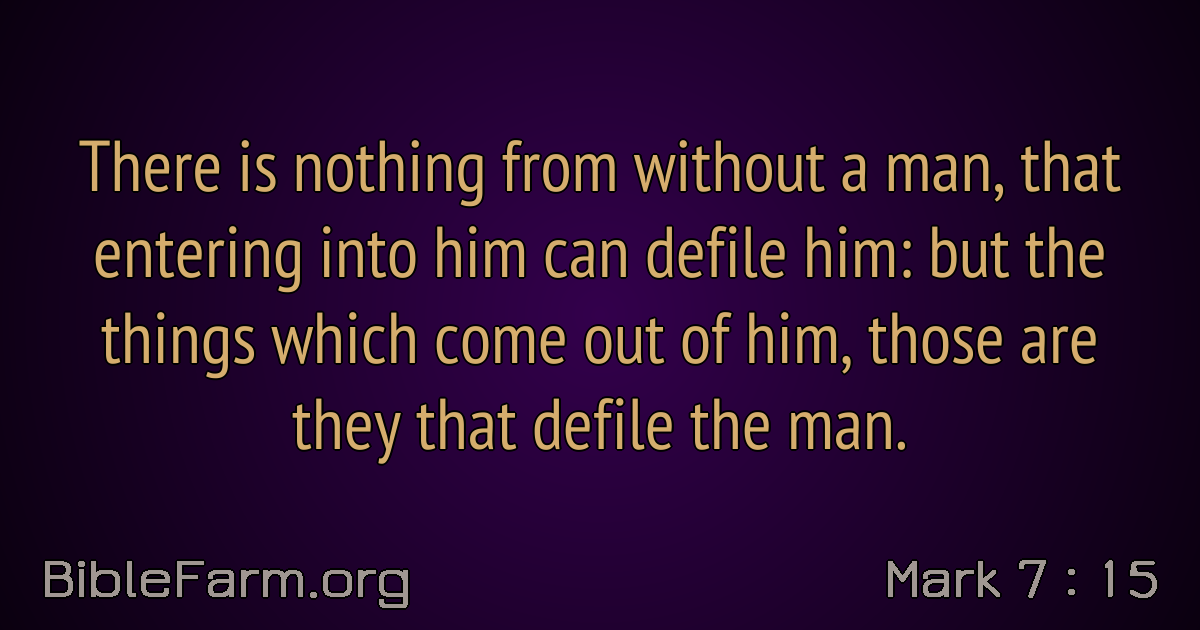 There is nothing from without a man, that
entering into him can defile him: but the
things which come out of him, those are
they that defile the man.
BibleFarm.org
Mark 7 : 15